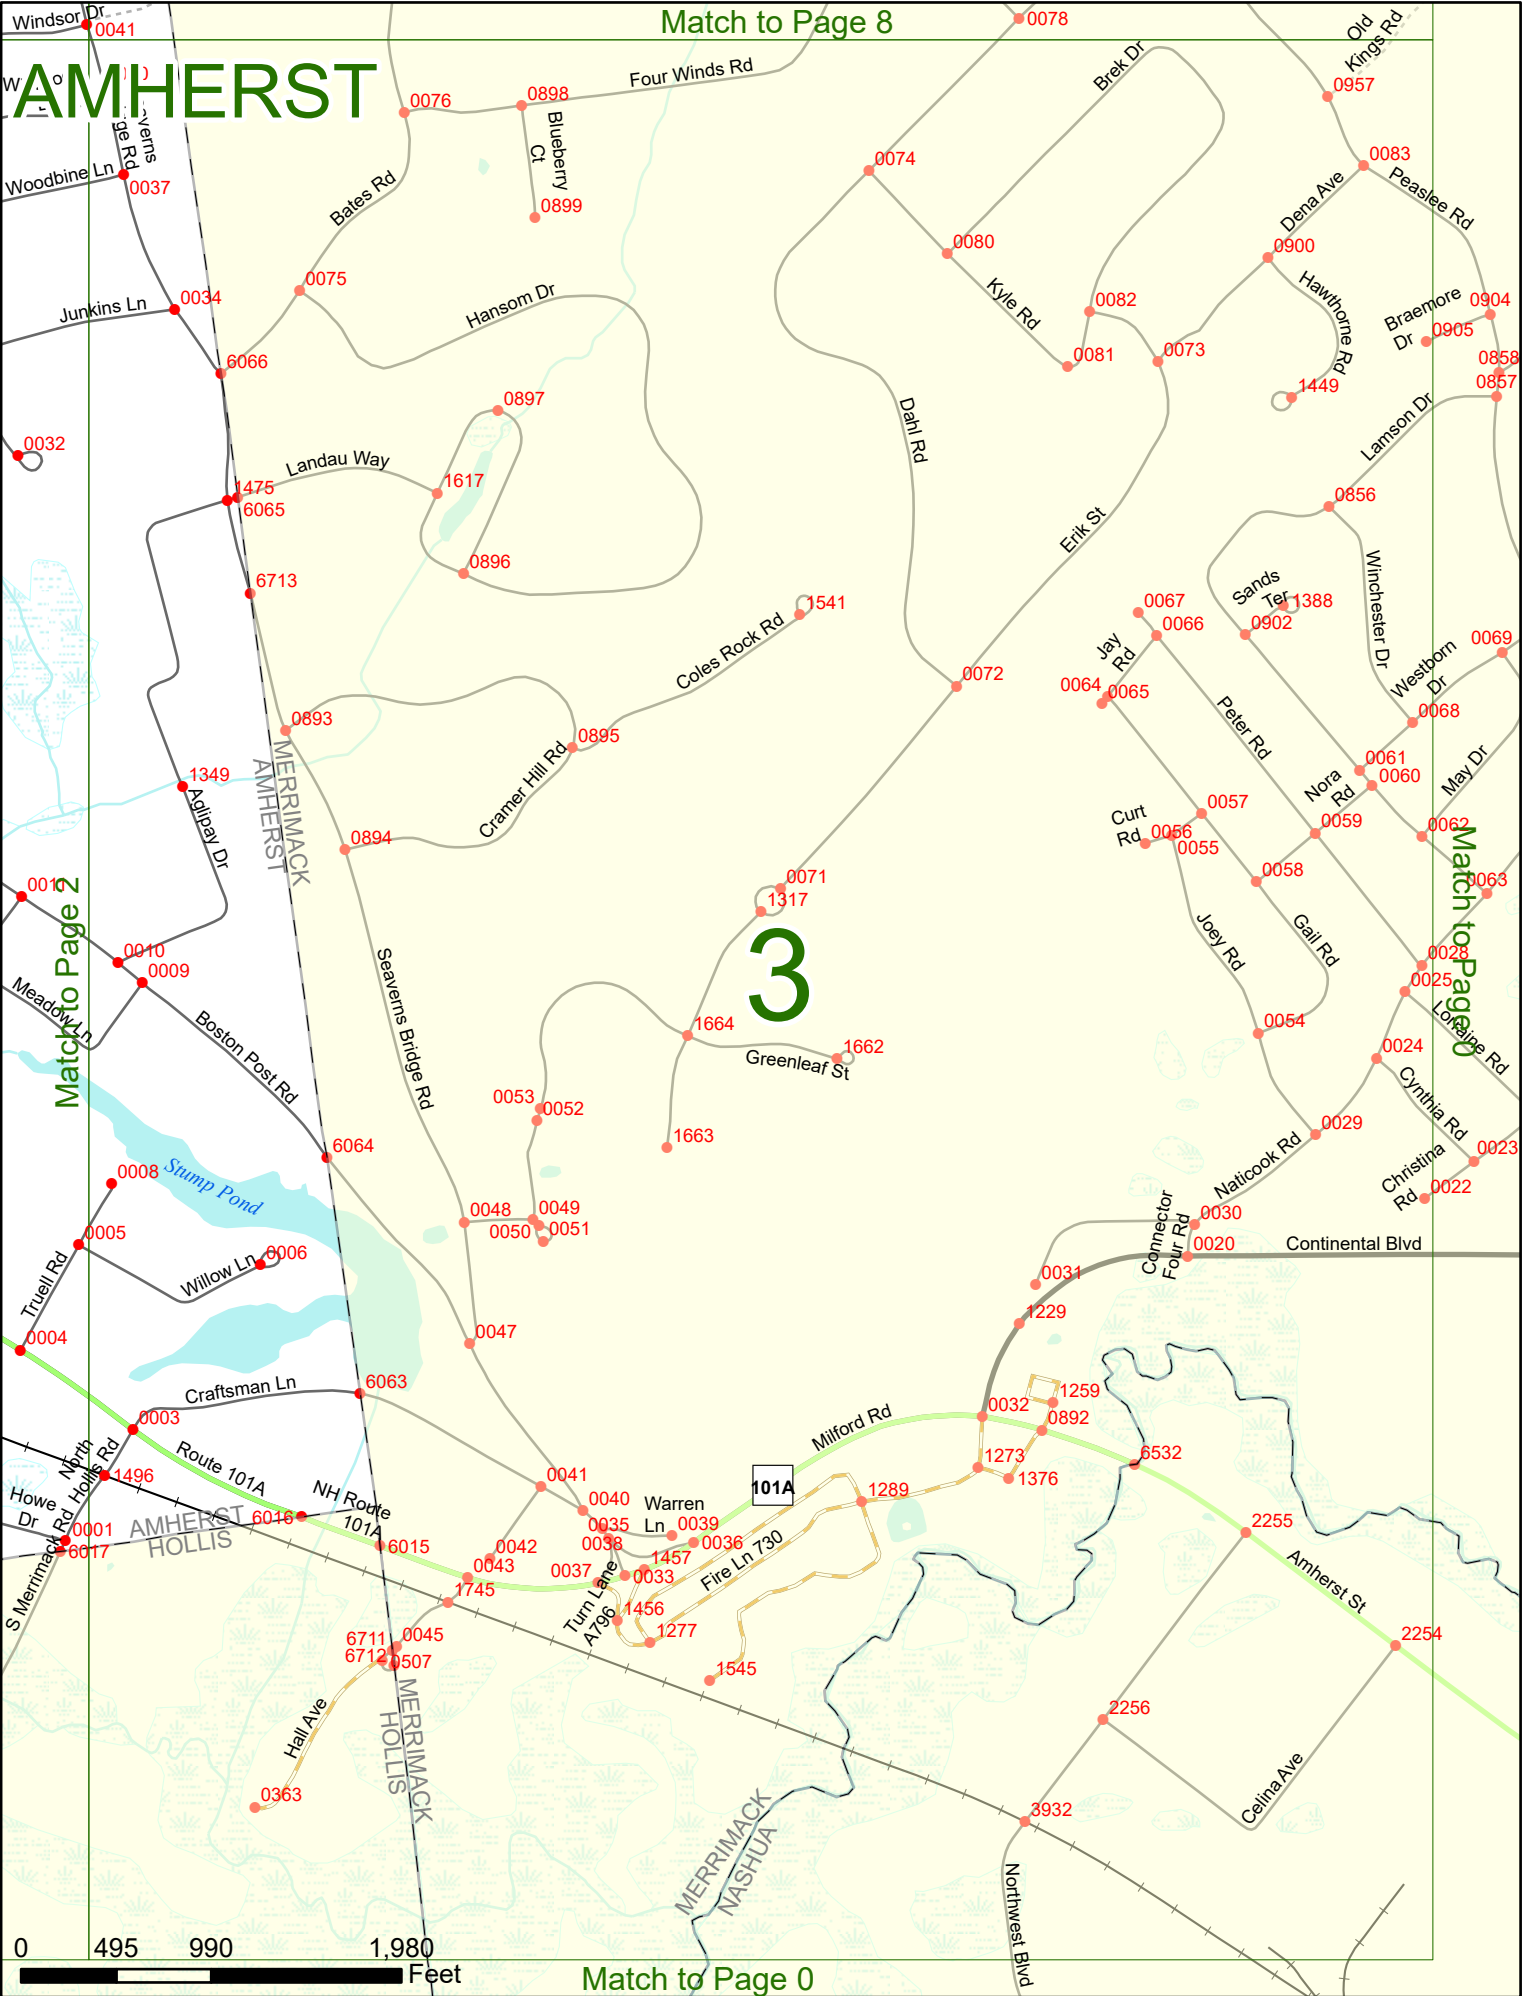 Windsor Dr
0041
Match to Page 8
0078
Old
Kings Rd
AMHERST
0957
0076
0898
Four Winds Rd
Brek Dr
Blueberry
Ct
Woodbine Ln
0037
Bates Rd
0899
0074
0083
Dena Ave
Peaslee Rd
0080
0900
0075
Hansom Dr
Kyle Rd
0082
Hawthorne Rd
Braemore
Dr
0904
0905
Junkins Ln
0034
6066
0081
0073
0858
0857
1449
0897
Dahl Rd
Lamson Dr
0032
Landau Way
1617
1475
6065
0856
Erik St
6713
0896
Winchester Dr
Sands
Ter
1388
0902
1541
Coles Rock Rd
0067
0066
Jay
Rd
0064
0065
0072
Westborn
Dr
0069
0068
0893
0895
Cramer Hill Rd
Peter Rd
MERRIMACK
AMHERST
1349
Aglipay Dr
0061
0060
May Dr
Nora
Rd
0894
Curt
Rd
0056
0055
0057
0059
0062
0058
0063
0071
1317
3
Match to Page 2
0010
0009
Meadow Ln
Boston Post Rd
Seaverns Bridge Rd
Joey Rd
Gail Rd
0028
0025
Match to Page 0
Lorraine Rd
1664
1662
Greenleaf St
0054
0024
Cynthia Rd
0053
0052
1663
0029
6064
Stump Pond
0008
Naticook Rd
Christina
Rd
0023
0022
0048
0049
0050
0051
Connector
Four Rd
0030
0020
Continental Blvd
0005
Willow Ln
0006
Truell Rd
0031
0004
0047
1229
6063
Craftsman Ln
0003
0032
1259
0892
Milford Rd
North
Hollis Rd
1496
Route 101A
1273
1376
6532
101A
0041
0040
Warren
Ln
0039
1289
Howe
Dr
0001
6017
AMHERST
HOLLIS
6016
NH Route
101A
6015
0035
0038
0036
2255
0042
0043
0037
0033
1457
Fire Ln 730
Amherst St
S Merrimack Rd
1745
Turn Lane
A796
1456
1277
6711
0045
6712
0507
1545
2254
Hall Ave
MERRIMACK
HOLLIS
2256
0363
Celina Ave
3932
MERRIMACK
NASHUA
Northwest Blvd
0 495 990 1,980
Feet
Match to Page 0